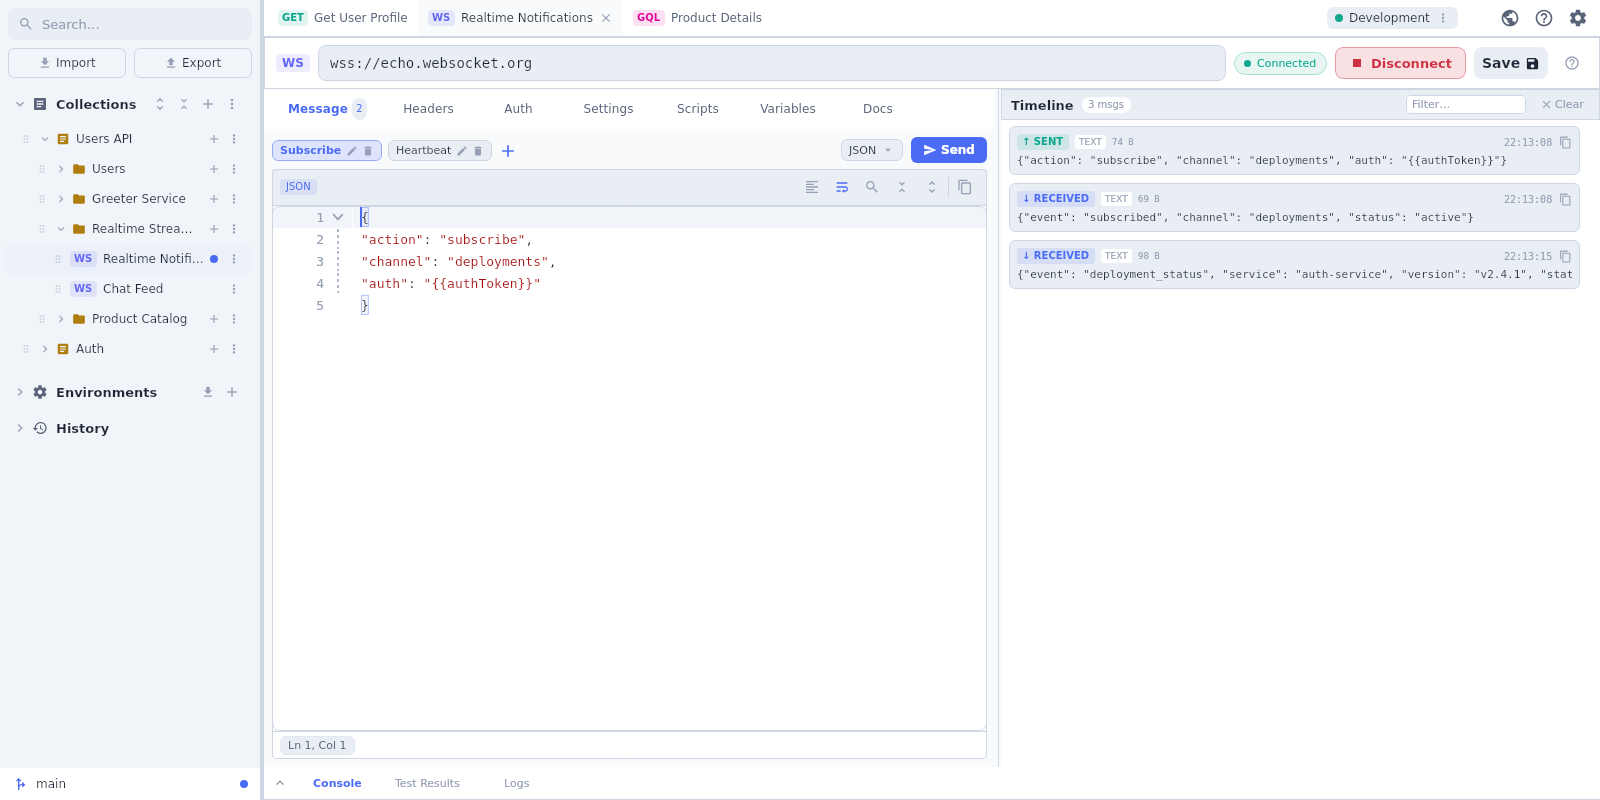 Search...
Import
Export
Collections
Users API
Users
Greeter Service
Realtime Strea...
WS Realtime Notifi...
WS Chat Feed
Product Catalog
Auth
Environments
History
main
GET Get User Profile
WS Realtime Notifications
GQL Product Details
Development
WS
wss://echo.websocket.org
Connected
Disconnect
Save
Message 2
Headers
Auth
Settings
Scripts
Variables
Docs
Subscribe
Heartbeat
JSON
Send
JSON
1 {
2 "action": "subscribe",
3 "channel": "deployments",
4 "auth": "{{authToken}}"
5 }
Ln 1, Col 1
Timeline 3 msgs
Filter...
Clear
↑ SENT TEXT 74 B 22:13:08
{"action": "subscribe", "channel": "deployments", "auth": "{{authToken}}"}
↓ RECEIVED TEXT 69 B 22:13:08
{"event": "subscribed", "channel": "deployments", "status": "active"}
↓ RECEIVED TEXT 98 B 22:13:15
{"event": "deployment_status", "service": "auth-service", "version": "v2.4.1", "stat
Console
Test Results
Logs